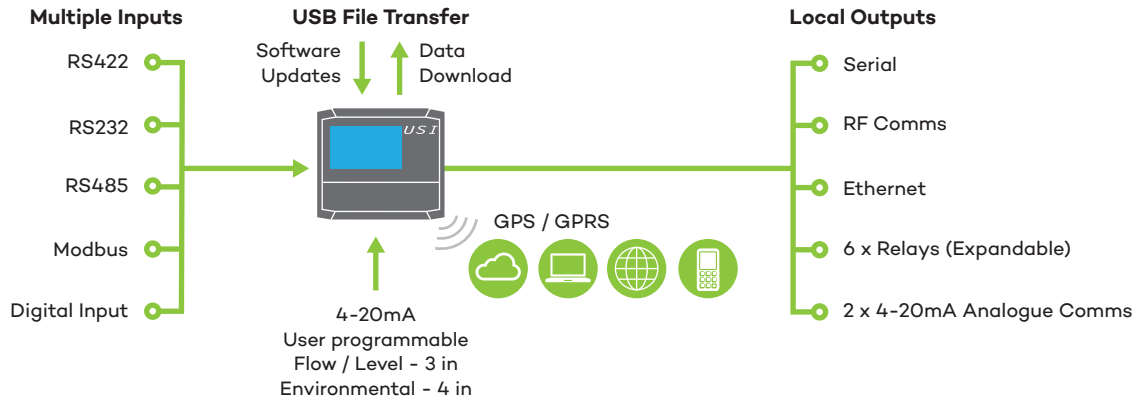 Multiple Inputs
RS422
RS232
RS485
Modbus
Digital Input
USB File Transfer
Software
Updates
Data
Download
USI
GPS / GPRS
4-20mA
User programmable
Flow / Level - 3 in
Environmental - 4 in
Local Outputs
Serial
RF Comms
Ethernet
6 x Relays (Expandable)
2 x 4-20mA Analogue Comms